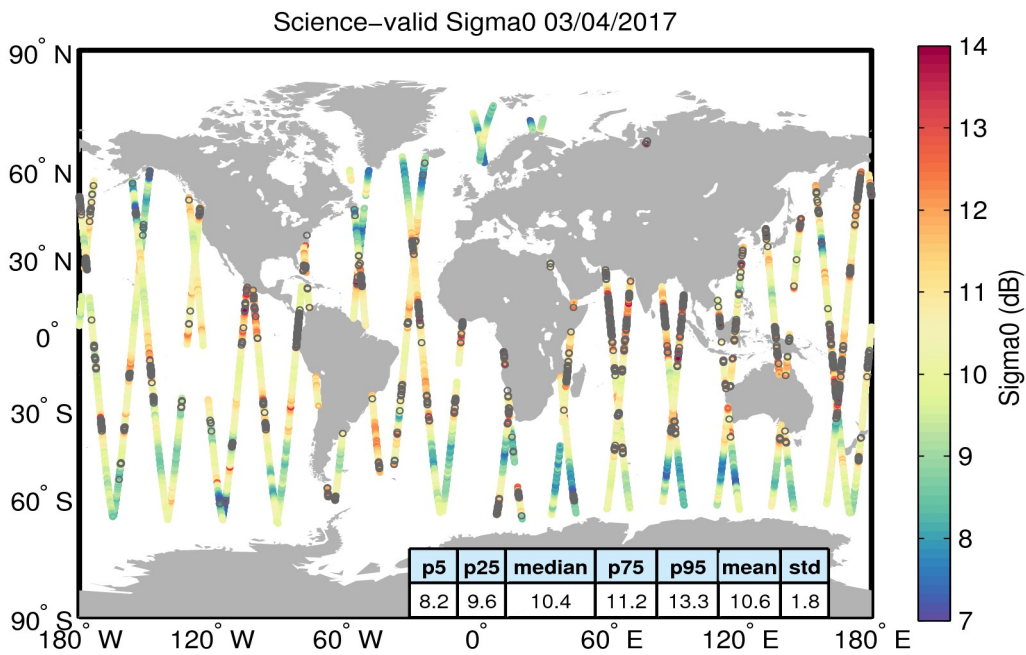 Science−valid Sigma0 03/04/2017
90° N
60° N
30° N
0°
30° S
60° S
90° S
180° W
120° W
60° W
0°
60° E
120° E
180° E
p5 p25 median p75 p95 mean std
8.2 9.6 10.4 11.2 13.3 10.6 1.8
14
13
12
11
10
9
8
7
Sigma0 (dB)